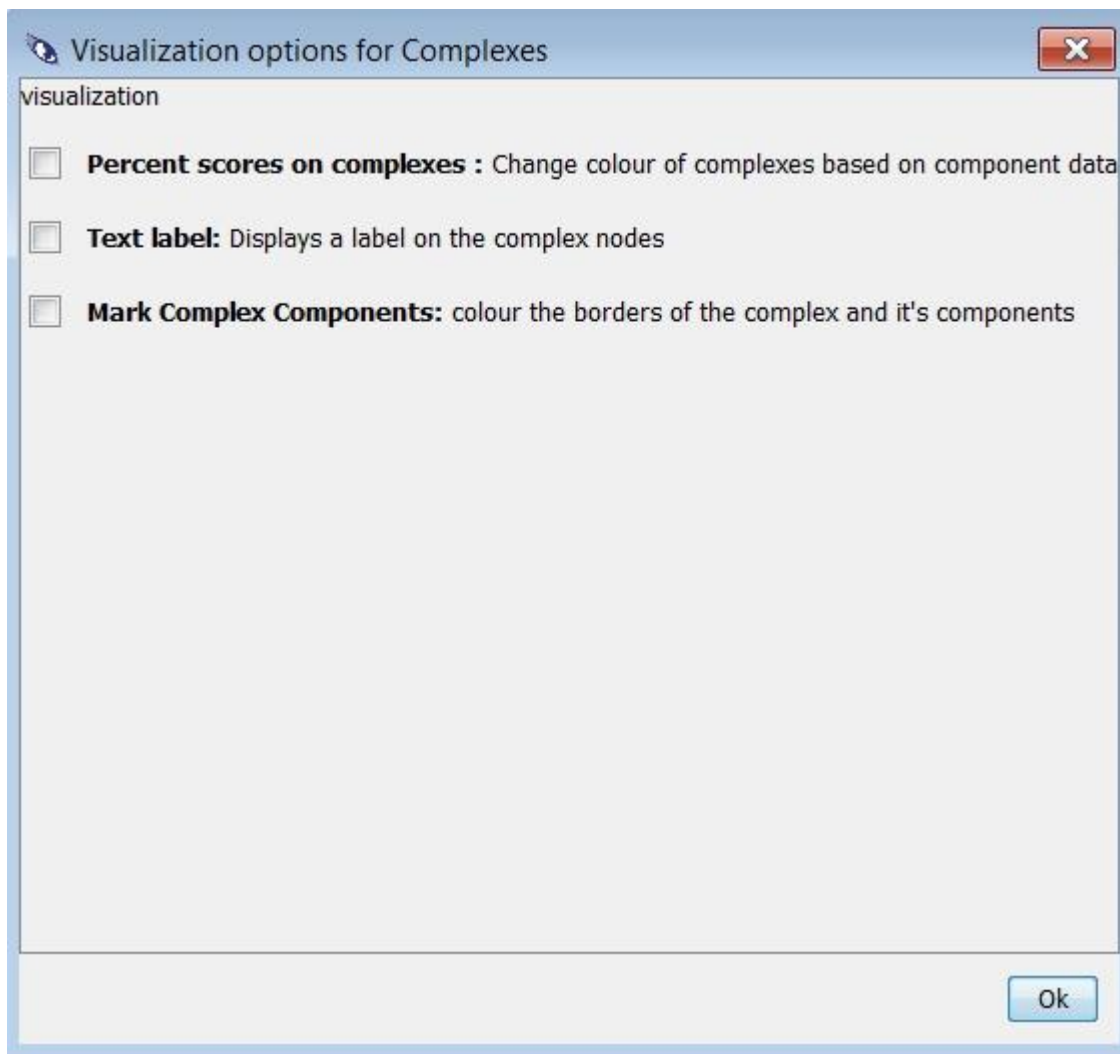 Visualization options for Complexes
visualization
Percent scores on complexes : Change colour of complexes based on component data
Text label: Displays a label on the complex nodes
Mark Complex Components: colour the borders of the complex and it's components
Ok